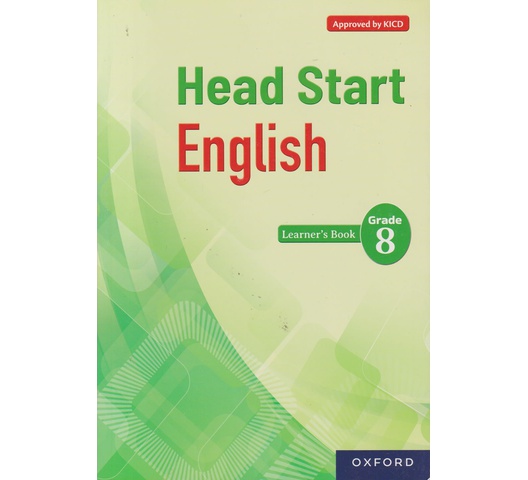 Approved by KICD
Head Start
English
Learner's Book
Grade
8
OXFORD